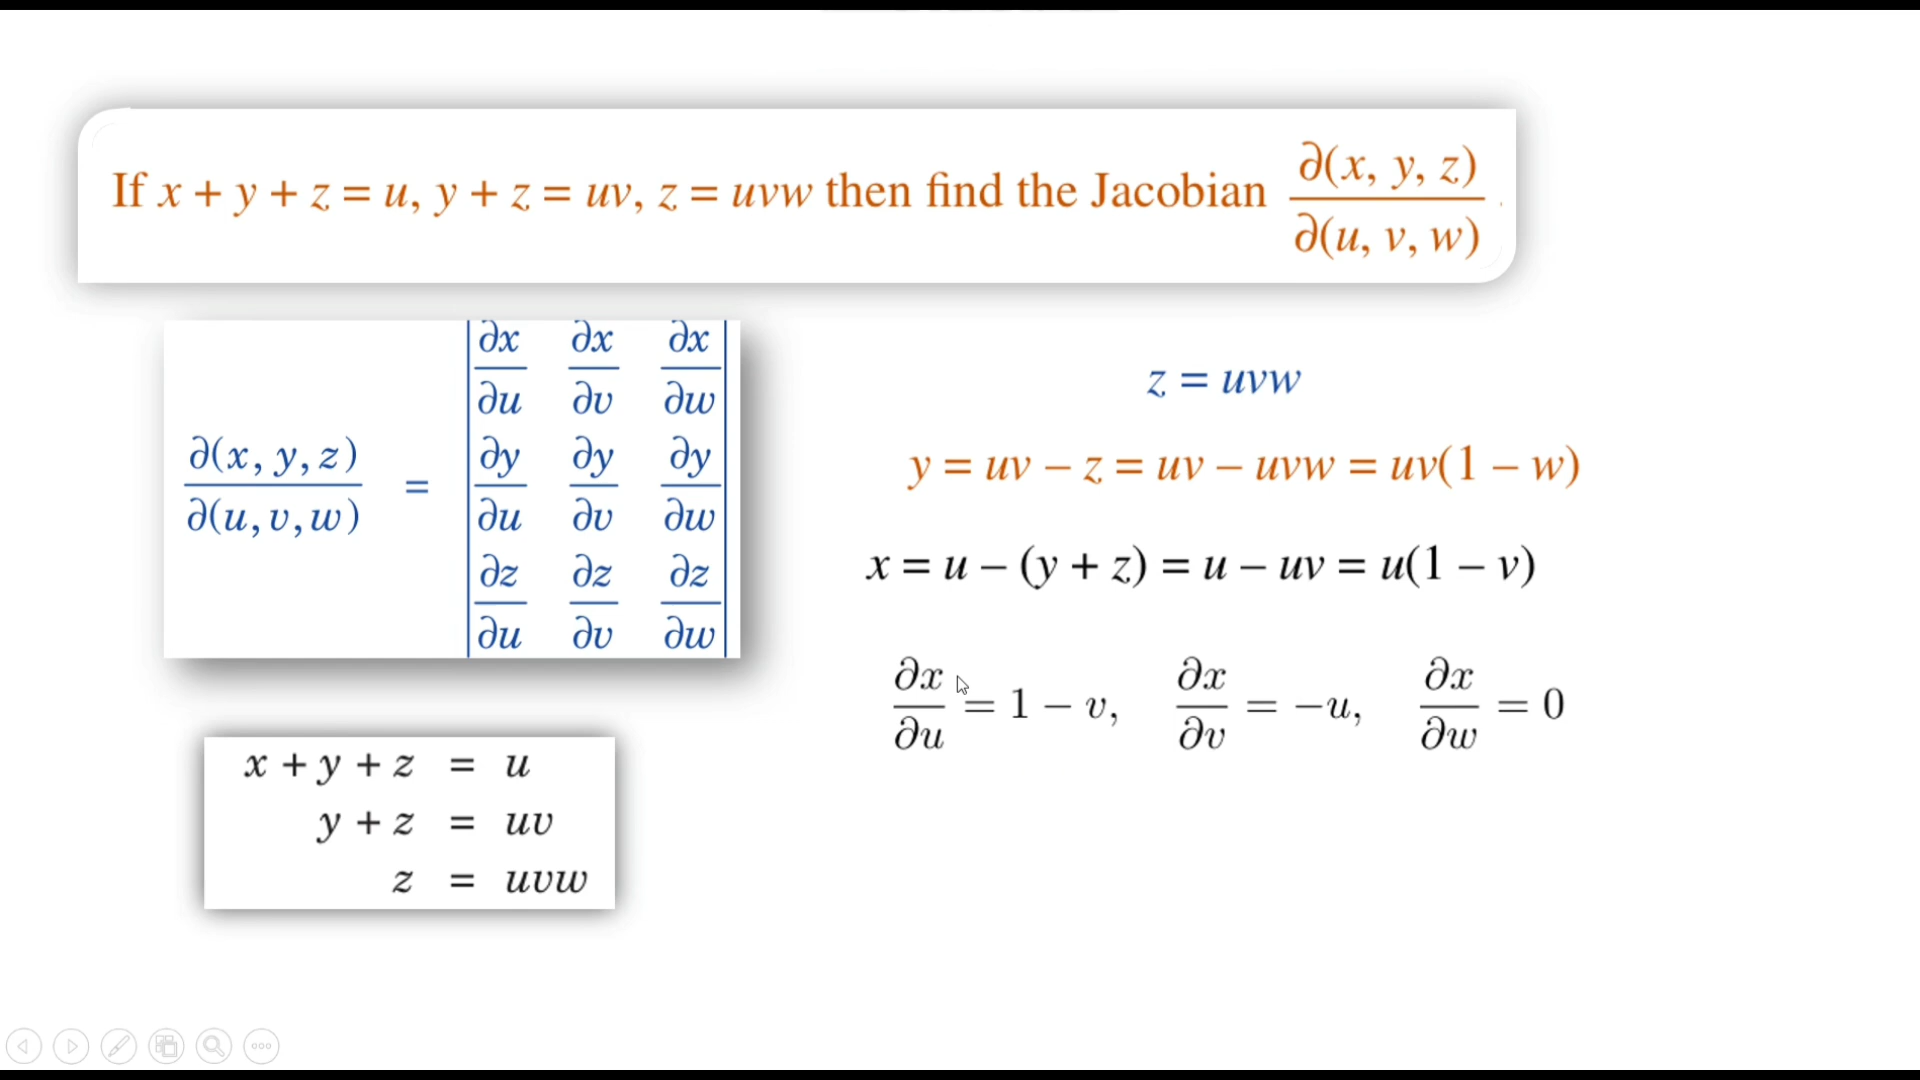 If x + y + z = u, y + z = uv, z = uvw then find the Jacobian ∂(x, y, z)/∂(u, v, w) .
∂(x, y, z)/∂(u, v, w) = | ∂x/∂u ∂x/∂v ∂x/∂w |
| ∂y/∂u ∂y/∂v ∂y/∂w |
| ∂z/∂u ∂z/∂v ∂z/∂w |
x + y + z = u
y + z = uv
z = uvw
z = uvw
y = uv – z = uv – uvw = uv(1 – w)
x = u – (y + z) = u – uv = u(1 – v)
∂x/∂u = 1 − v, ∂x/∂v = −u, ∂x/∂w = 0